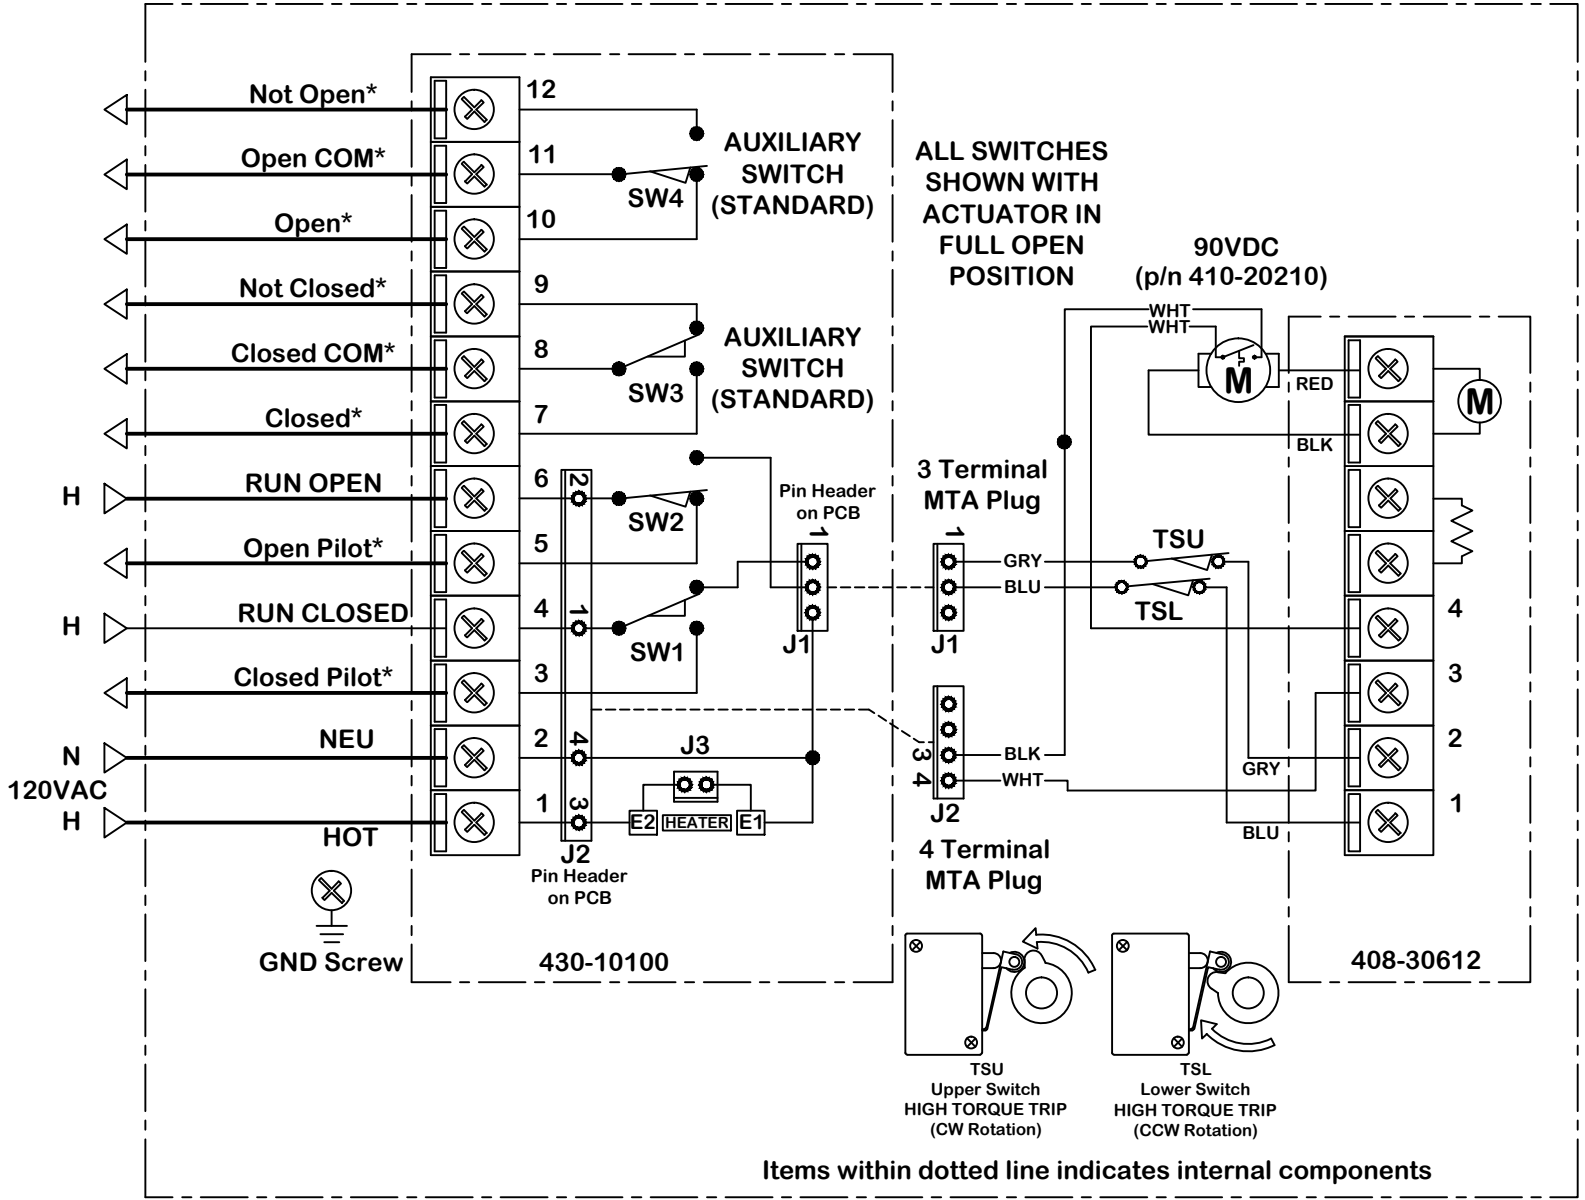 Not Open*
12
Open COM*
11
Open*
10
Not Closed*
9
Closed COM*
8
Closed*
7
H
RUN OPEN
6
Open Pilot*
5
H
RUN CLOSED
4
Closed Pilot*
3
N
NEU
2
120VAC
H
HOT
1
GND Screw
SW4
AUXILIARY
SWITCH
(STANDARD)
SW3
AUXILIARY
SWITCH
(STANDARD)
2
SW2
1
SW1
4
3
J2
Pin Header
on PCB
J3
E2
HEATER
E1
Pin Header
on PCB
1
J1
430-10100
ALL SWITCHES
SHOWN WITH
ACTUATOR IN
FULL OPEN
POSITION
3 Terminal
MTA Plug
1
J1
GRY
BLU
TSU
TSL
3
4
J2
BLK
WHT
4 Terminal
MTA Plug
90VDC
(p/n 410-20210)
WHT
WHT
M
RED
BLK
M
4
3
2
1
GRY
BLU
408-30612
TSU
Upper Switch
HIGH TORQUE TRIP
(CW Rotation)
TSL
Lower Switch
HIGH TORQUE TRIP
(CCW Rotation)
Items within dotted line indicates internal components